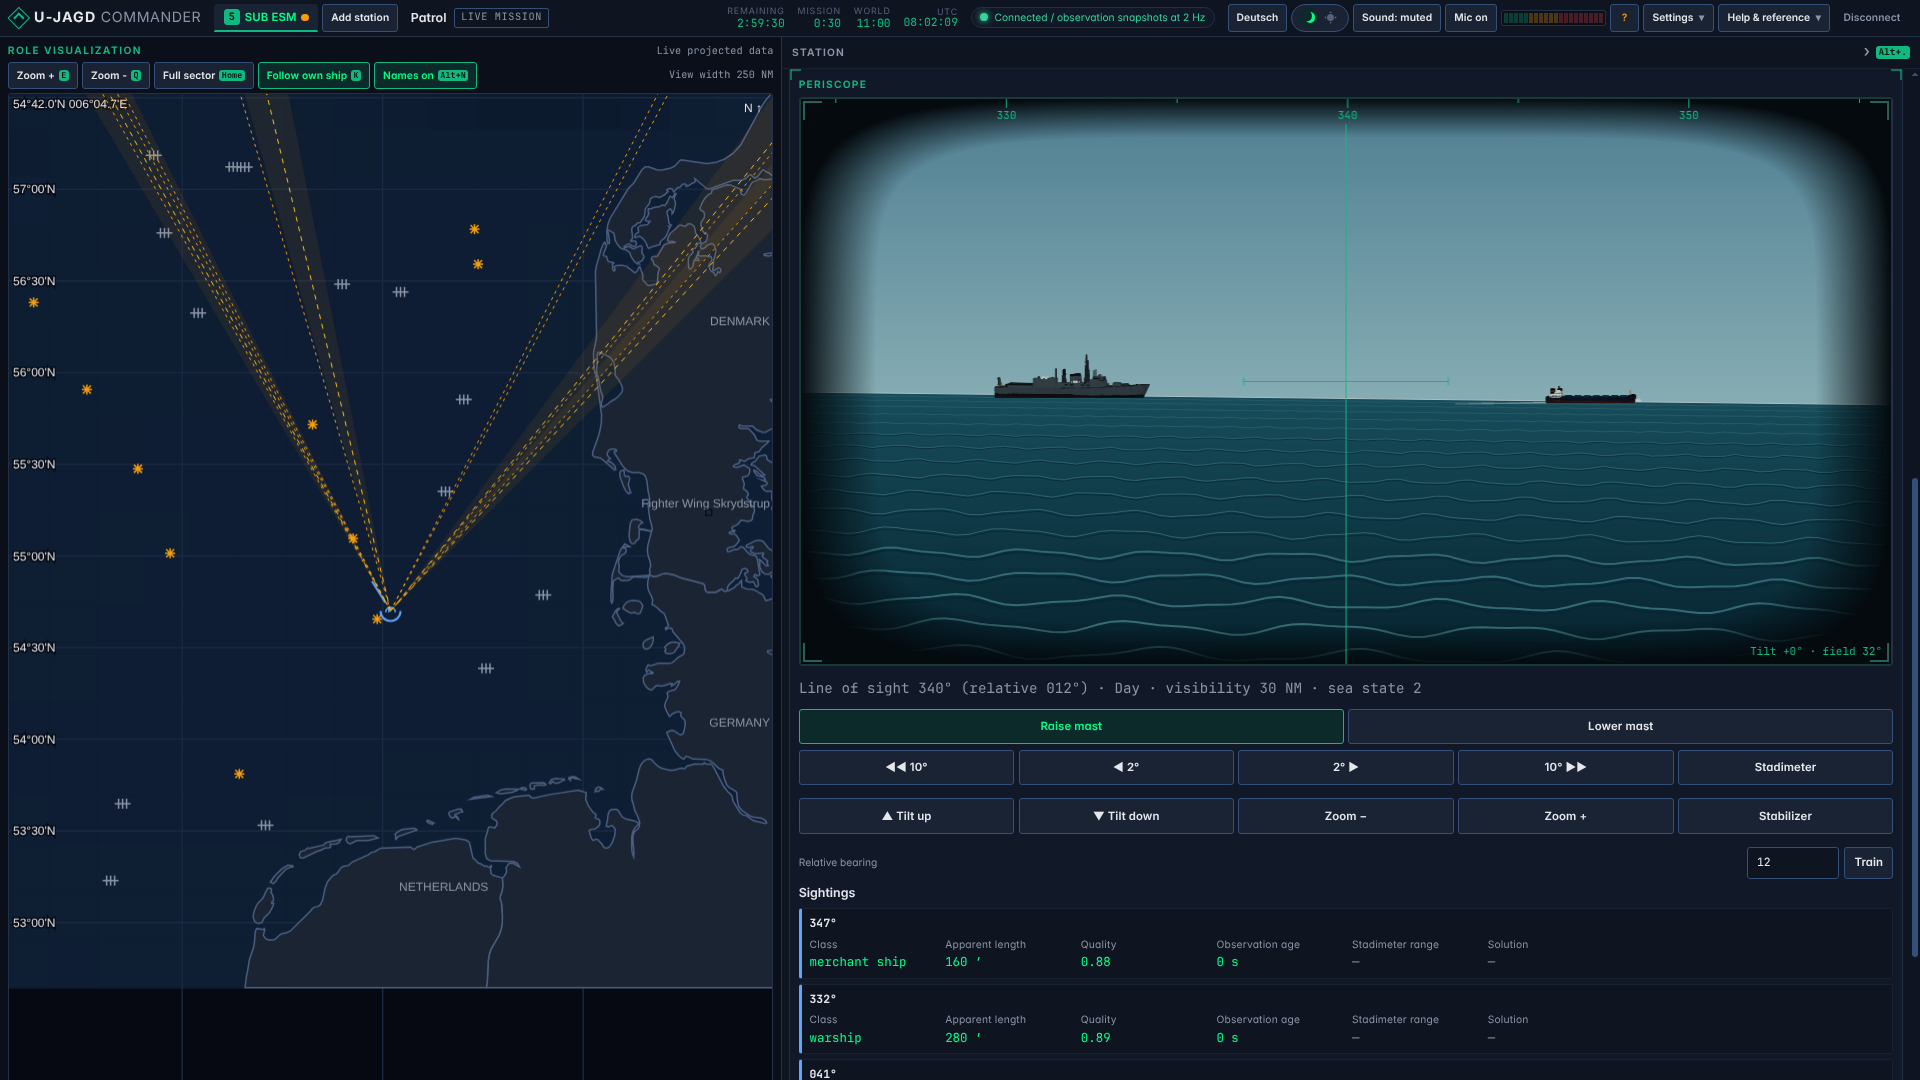 U-JAGD COMMANDER
5 SUB ESM
Add station
Patrol
LIVE MISSION
REMAINING
2:59:30
MISSION
0:30
WORLD
11:00
UTC
08:02:09
Connected / observation snapshots at 2 Hz
Deutsch
Sound: muted
Mic on
?
Settings ▾
Help & reference ▾
Disconnect
ROLE VISUALIZATION
Live projected data
Zoom + E
Zoom - Q
Full sector Home
Follow own ship K
Names on Alt+N
View width 250 NM
54°42.0'N 006°04.7'E
N ↑
57°00'N
56°30'N
56°00'N
55°30'N
55°00'N
54°30'N
54°00'N
53°30'N
53°00'N
DENMARK
Fighter Wing Skrydstrup
GERMANY
NETHERLANDS
STATION
› Alt+.
PERISCOPE
330
340
350
Tilt +0° · field 32°
Line of sight 340° (relative 012°) · Day · visibility 30 NM · sea state 2
Raise mast
Lower mast
◀◀ 10°
◀ 2°
2° ▶
10° ▶▶
Stadimeter
▲ Tilt up
▼ Tilt down
Zoom −
Zoom +
Stabilizer
Relative bearing
12
Train
Sightings
347°
Class
Apparent length
Quality
Observation age
Stadimeter range
Solution
merchant ship
160 ′
0.88
0 s
—
—
332°
Class
Apparent length
Quality
Observation age
Stadimeter range
Solution
warship
280 ′
0.89
0 s
—
—
041°